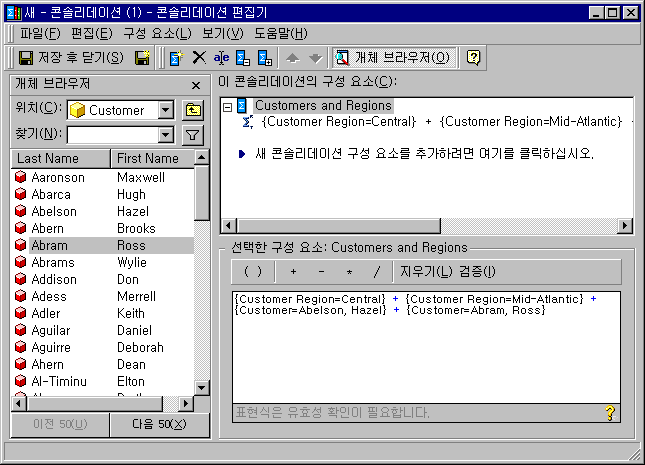 새 - 콘솔리데이션 (1) - 콘솔리데이션 편집기
파일(F) 편집(E) 구성 요소(L) 보기(V) 도움말(H)
저장 후 닫기(S) 개체 브라우저(O)
개체 브라우저
위치(C): Customer
찾기(N):
Last Name First Name
Aaronson Maxwell
Abarca Hugh
Abelson Hazel
Abern Brooks
Abram Ross
Abrams Wylie
Addison Don
Adess Merrell
Adler Keith
Aguilar Daniel
Aguirre Deborah
Ahern Dean
Al-Timinu Elton
이전 50(U) 다음 50(X)
이 콘솔리데이션의 구성 요소(C):
Customers and Regions
{Customer Region=Central} + {Customer Region=Mid-Atlantic} +
새 콘솔리데이션 구성 요소를 추가하려면 여기를 클릭하십시오.
선택한 구성 요소: Customers and Regions
( ) + - * / 지우기(L) 검증(I)
{Customer Region=Central} + {Customer Region=Mid-Atlantic} +
{Customer=Abelson, Hazel} + {Customer=Abram, Ross}
표현식은 유효성 확인이 필요합니다.